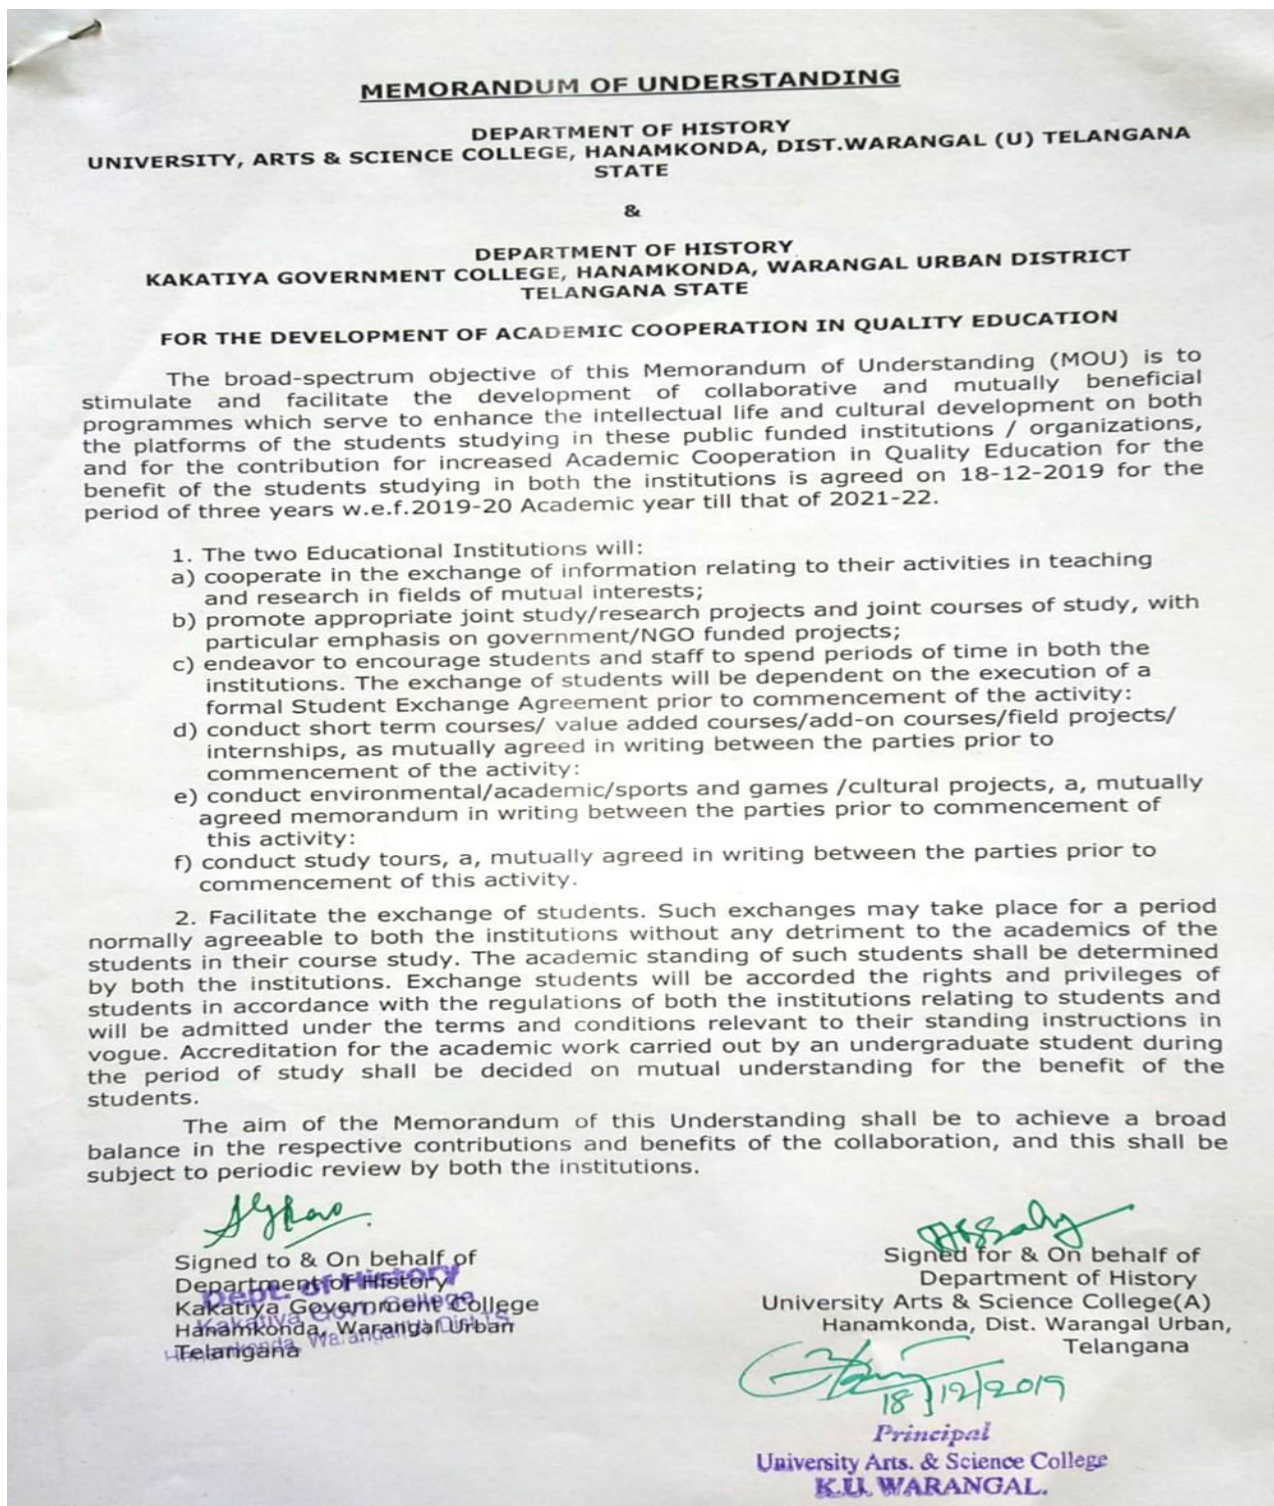 MEMORANDUM OF UNDERSTANDING
DEPARTMENT OF HISTORY
UNIVERSITY, ARTS & SCIENCE COLLEGE, HANAMKONDA, DIST.WARANGAL (U) TELANGANA
STATE
&
DEPARTMENT OF HISTORY
KAKATIYA GOVERNMENT COLLEGE, HANAMKONDA, WARANGAL URBAN DISTRICT
TELANGANA STATE
FOR THE DEVELOPMENT OF ACADEMIC COOPERATION IN QUALITY EDUCATION
The broad-spectrum objective of this Memorandum of Understanding (MOU) is to
stimulate and facilitate the development of collaborative and mutually beneficial
programmes which serve to enhance the intellectual life and cultural development on both
the platforms of the students studying in these public funded institutions / organizations,
and for the contribution for increased Academic Cooperation in Quality Education for the
benefit of the students studying in both the institutions is agreed on 18-12-2019 for the
period of three years w.e.f.2019-20 Academic year till that of 2021-22.
1. The two Educational Institutions will:
a) cooperate in the exchange of information relating to their activities in teaching
and research in fields of mutual interests;
b) promote appropriate joint study/research projects and joint courses of study, with
particular emphasis on government/NGO funded projects;
c) endeavor to encourage students and staff to spend periods of time in both the
institutions. The exchange of students will be dependent on the execution of a
formal Student Exchange Agreement prior to commencement of the activity:
d) conduct short term courses/ value added courses/add-on courses/field projects/
internships, as mutually agreed in writing between the parties prior to
commencement of the activity:
e) conduct environmental/academic/sports and games /cultural projects, a, mutually
agreed memorandum in writing between the parties prior to commencement of
this activity:
f) conduct study tours, a, mutually agreed in writing between the parties prior to
commencement of this activity.
2. Facilitate the exchange of students. Such exchanges may take place for a period
normally agreeable to both the institutions without any detriment to the academics of the
students in their course study. The academic standing of such students shall be determined
by both the institutions. Exchange students will be accorded the rights and privileges of
students in accordance with the regulations of both the institutions relating to students and
will be admitted under the terms and conditions relevant to their standing instructions in
vogue. Accreditation for the academic work carried out by an undergraduate student during
the period of study shall be decided on mutual understanding for the benefit of the
students.
The aim of the Memorandum of this Understanding shall be to achieve a broad
balance in the respective contributions and benefits of the collaboration, and this shall be
subject to periodic review by both the institutions.
Signed to & On behalf of
Department of History
Kakatiya Government College
Hanamkonda, Warangal Urban
Telangana
Dept. of History
Kakatiya Govt. College
Hanamkonda, Warangal
Signed for & On behalf of
Department of History
University Arts & Science College(A)
Hanamkonda, Dist. Warangal Urban,
Telangana
18/12/2019
Principal
University Arts. & Science College
K.U. WARANGAL.